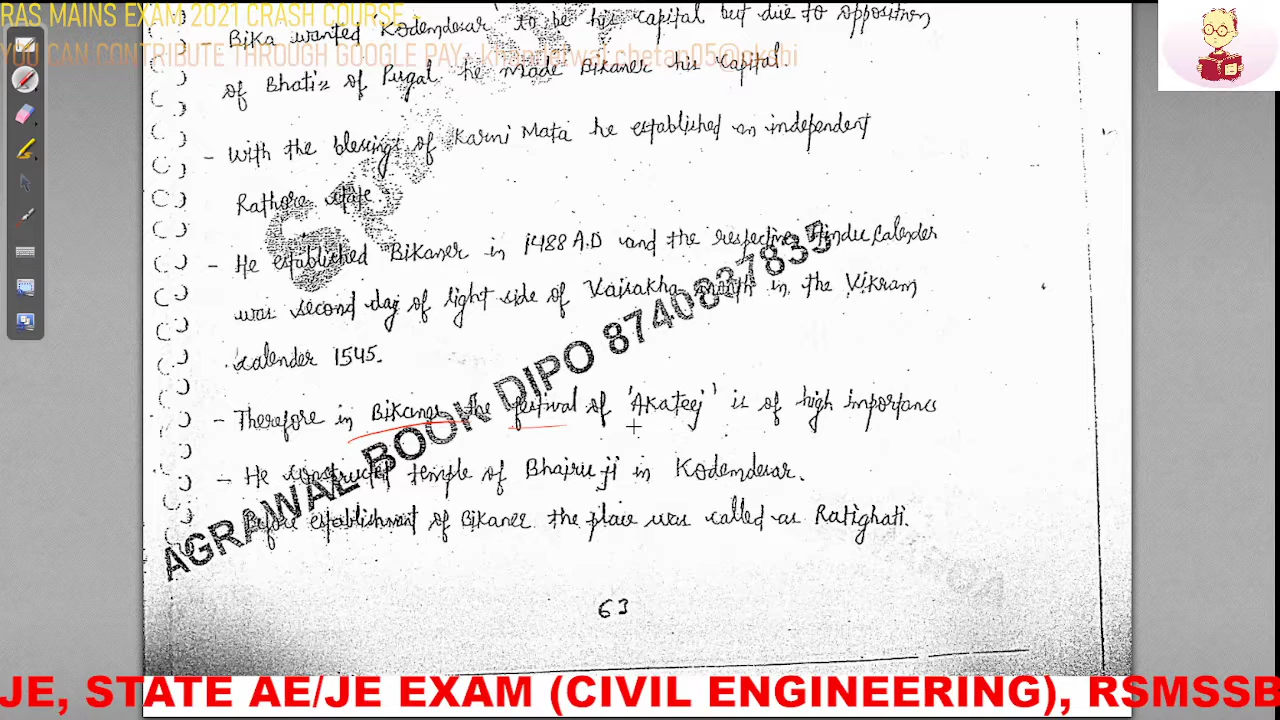 RAS MAINS EXAM 2021 CRASH COURSE -
YOU CAN CONTRIBUTE THROUGH GOOGLE PAY
- Bika wanted Kodemdesar to be his capital but due to opposition
of Bhatis of Pugal he made Bikaner his capital
- With the blessings of Karni Mata he established an independent
Rathore state.
- He established Bikaner in 1488 A.D and the respective Hindu Calender
was second day of light side of Vaisakha month in the Vikram
calender 1545.
- Therefore in Bikaner the festival of 'Akateej' is of high importance
- He constructed temple of Bhairu ji in Kodemdesar.
Before establishment of Bikaner the place was called as Ratighati.
AGRAWAL BOOK DIPO 8740837835
63
JE, STATE AE/JE EXAM (CIVIL ENGINEERING), RSMSSB